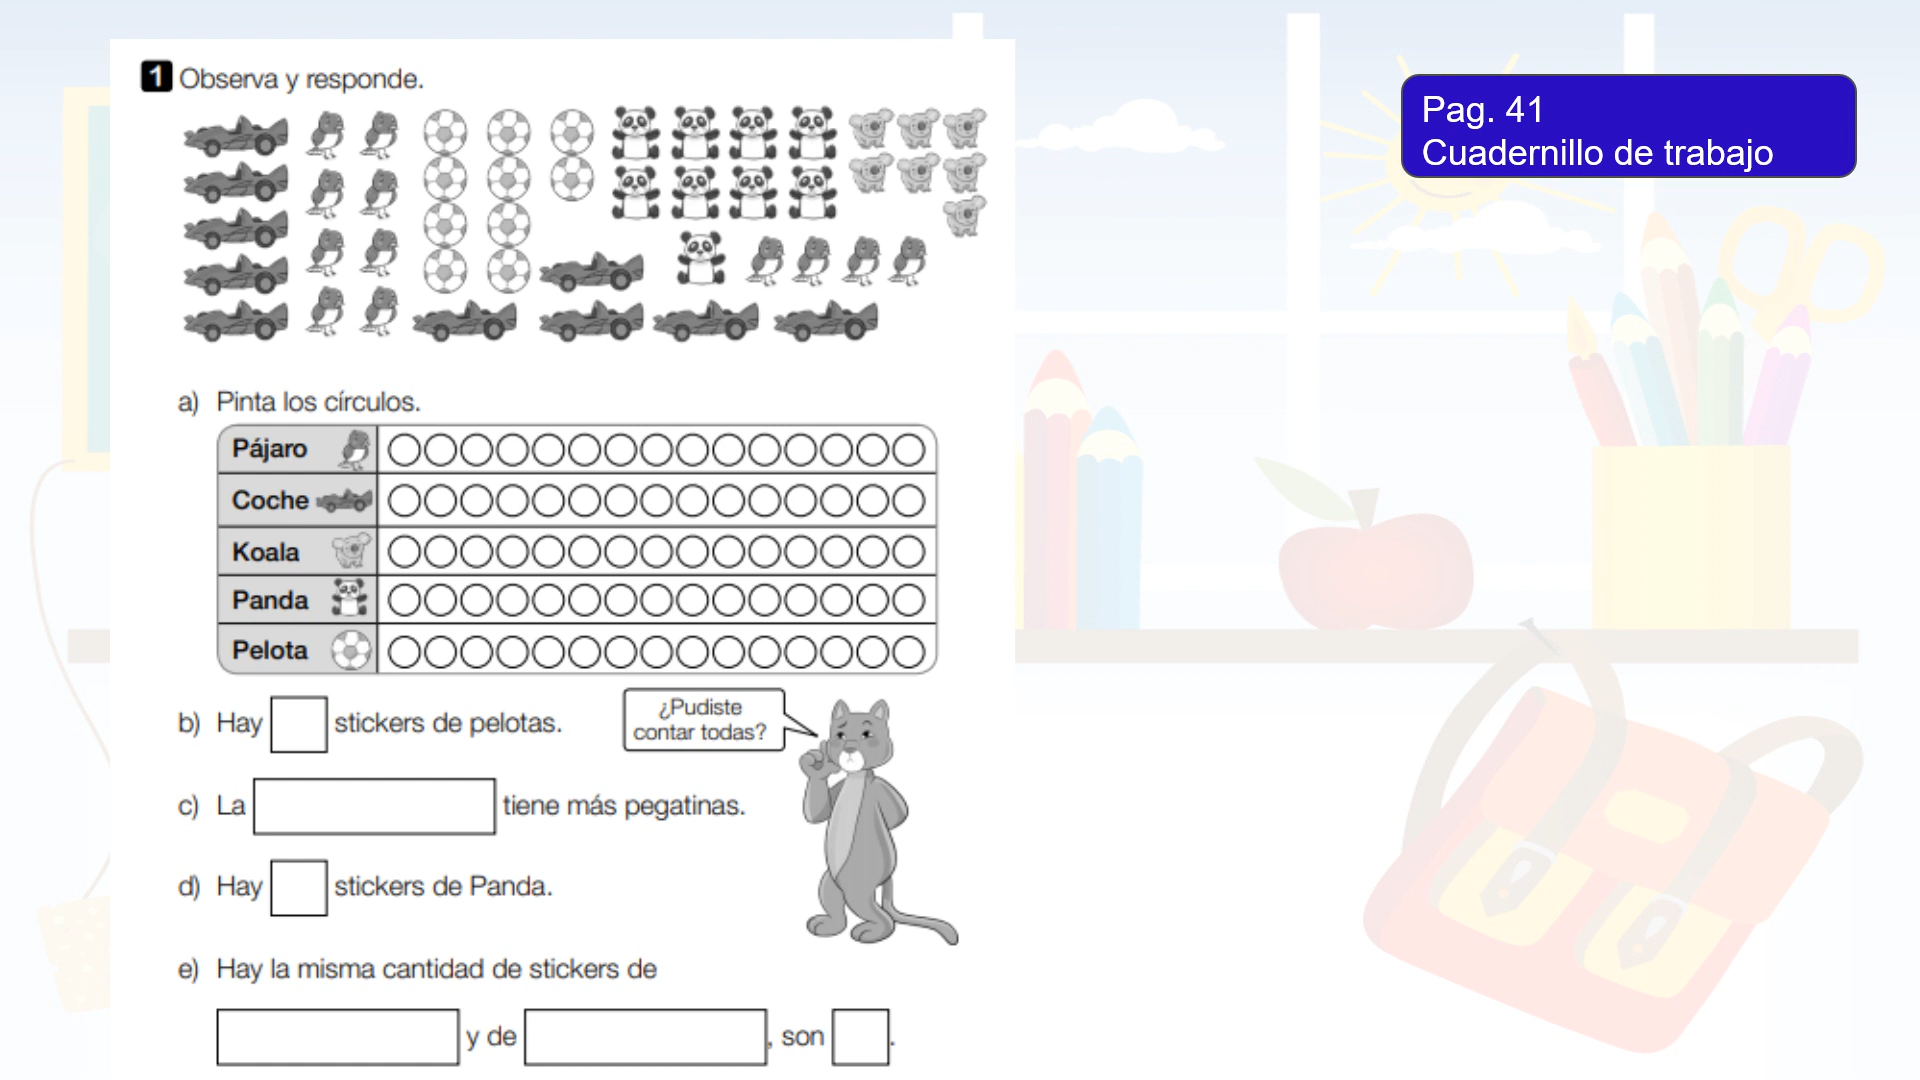 1 Observa y responde.
Pag. 41
Cuadernillo de trabajo
a) Pinta los círculos.
Pájaro
Coche
Koala
Panda
Pelota
b) Hay stickers de pelotas.
¿Pudiste
contar todas?
c) La tiene más pegatinas.
d) Hay stickers de Panda.
e) Hay la misma cantidad de stickers de
y de , son .